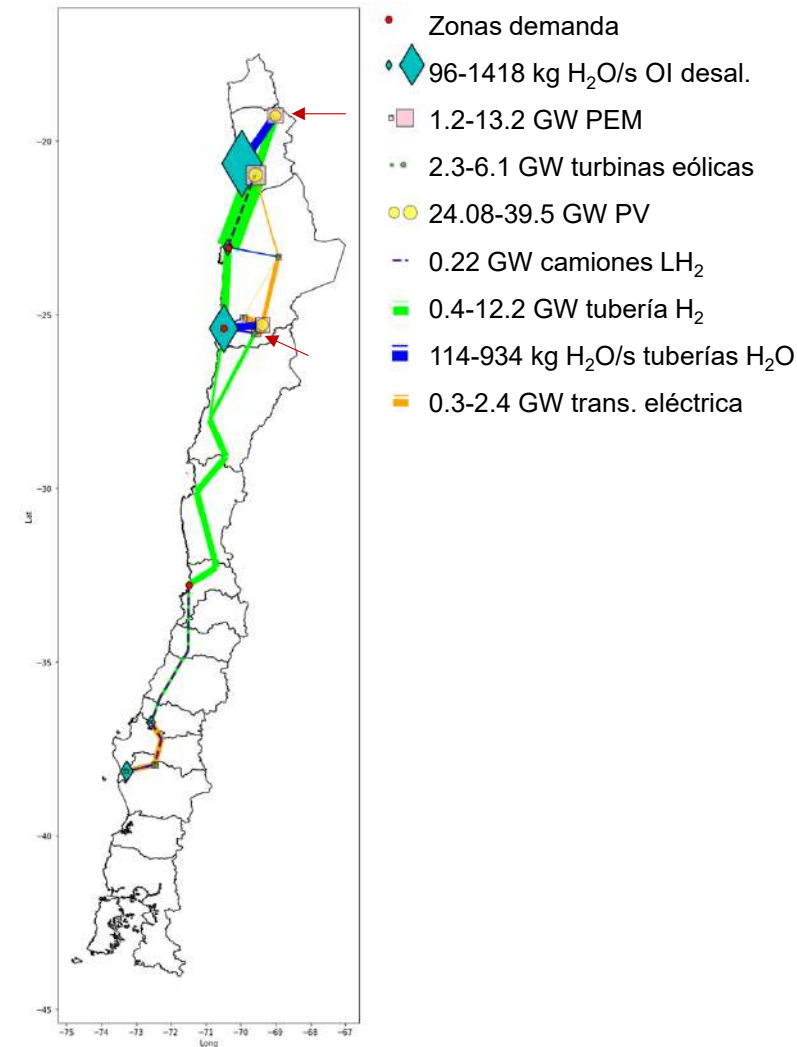 Zonas demanda
96-1418 kg H₂O/s OI desal.
1.2-13.2 GW PEM
2.3-6.1 GW turbinas eólicas
24.08-39.5 GW PV
0.22 GW camiones LH₂
0.4-12.2 GW tubería H₂
114-934 kg H₂O/s tuberías H₂O
0.3-2.4 GW trans. eléctrica
−20
−25
−30
Lat
−35
−40
−45
−75 −74 −73 −72 −71 −70 −69 −68 −67
Long